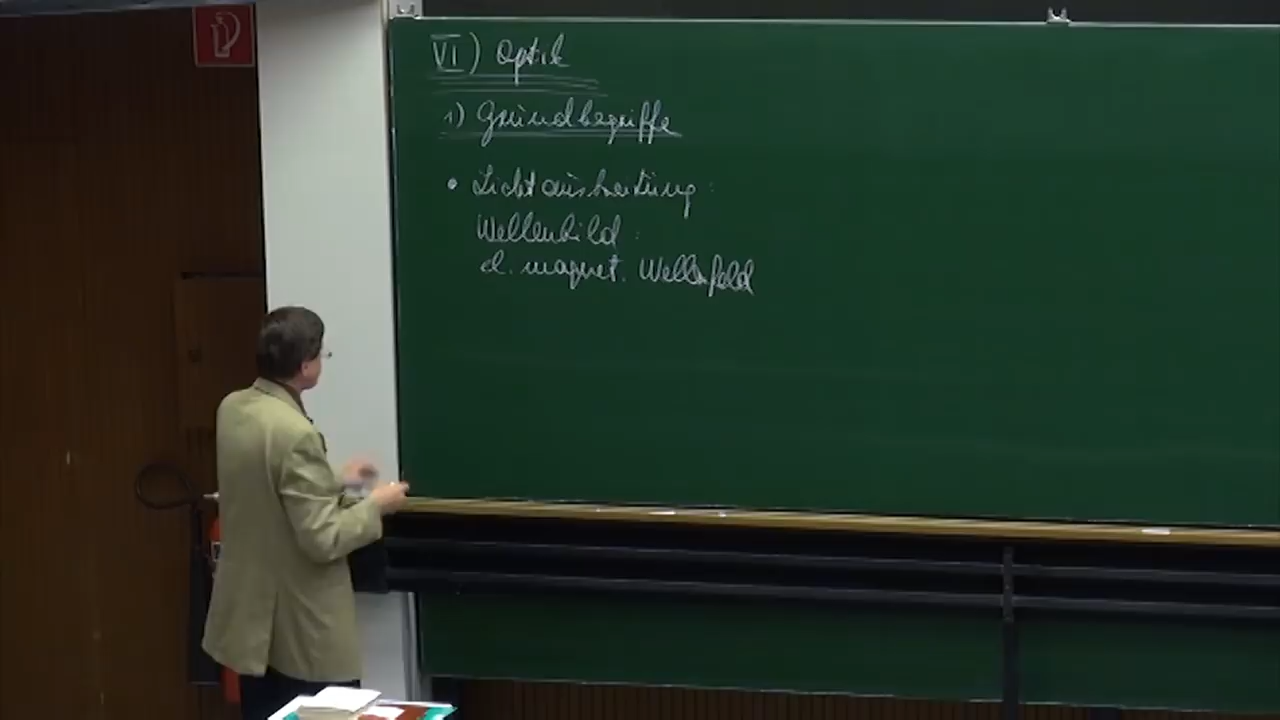 VI) Optik
1) Grundbegriffe
• Lichtausbreitung:
Wellenbild:
el. magnet. Wellenfeld